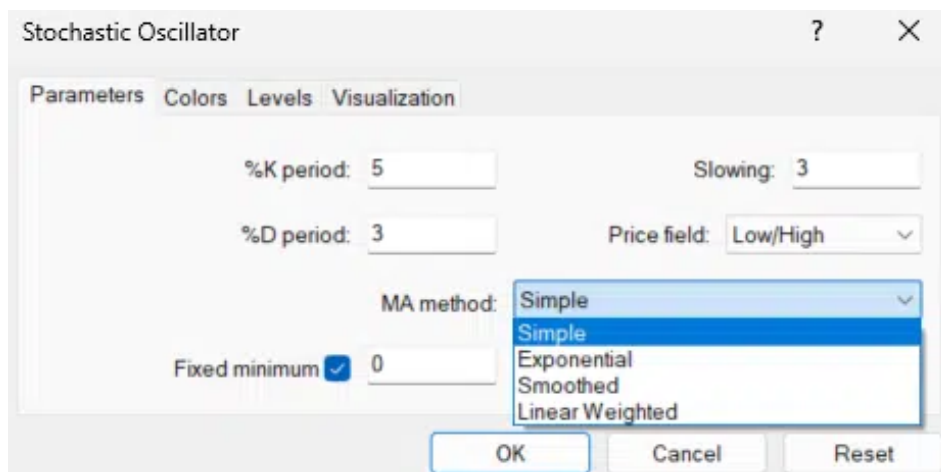 Stochastic Oscillator ? ×
Parameters Colors Levels Visualization
%K period: 5 Slowing: 3
%D period: 3 Price field: Low/High
MA method: Simple
Simple
Fixed minimum 0 Exponential
Smoothed
Linear Weighted
OK Cancel Reset